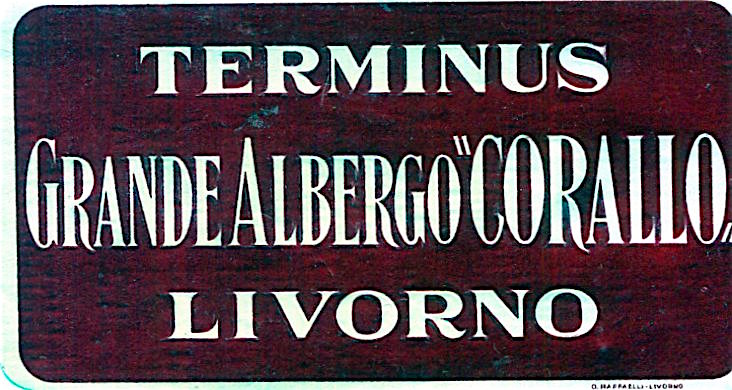 TERMINUS
GRANDE ALBERGO "CORALLO„
LIVORNO
O. RAFFAELLI - LIVORNO